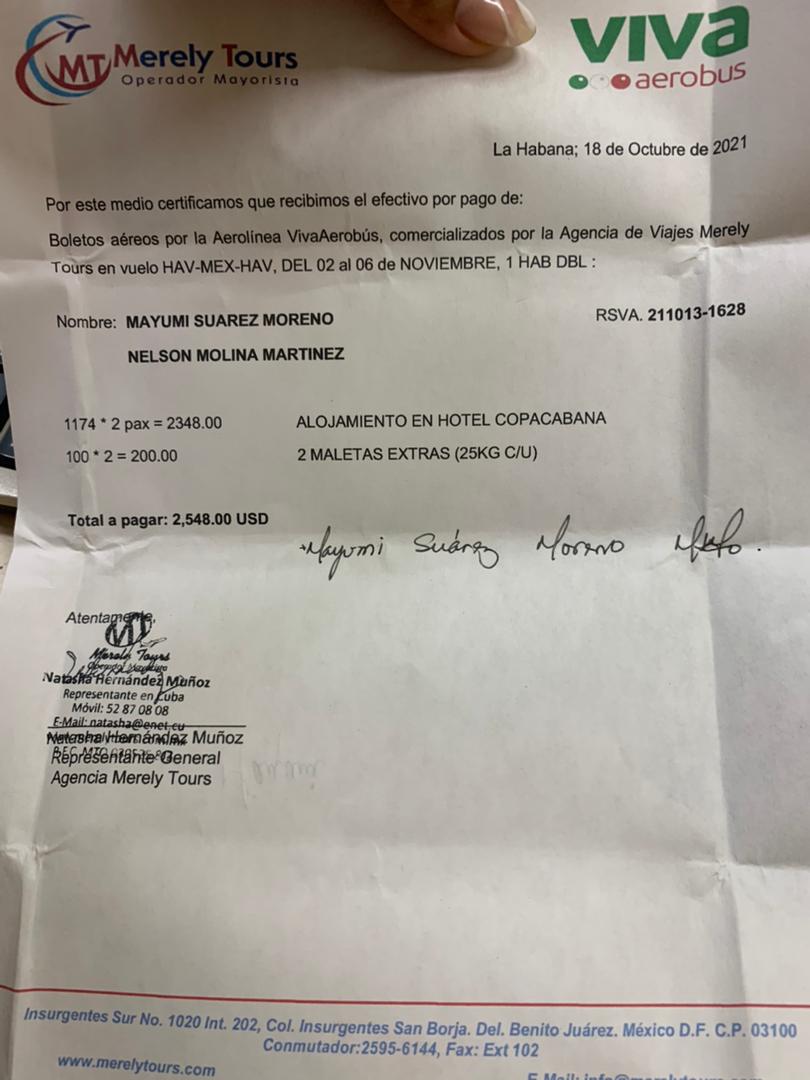 MT Merely Tours
Operador Mayorista
VIVA
aerobus
La Habana; 18 de Octubre de 2021
Por este medio certificamos que recibimos el efectivo por pago de:
Boletos aéreos por la Aerolínea VivaAerobús, comercializados por la Agencia de Viajes Merely
Tours en vuelo HAV-MEX-HAV, DEL 02 al 06 de NOVIEMBRE, 1 HAB DBL :
Nombre: MAYUMI SUAREZ MORENO RSVA. 211013-1628
NELSON MOLINA MARTINEZ
1174 * 2 pax = 2348.00 ALOJAMIENTO EN HOTEL COPACABANA
100 * 2 = 200.00 2 MALETAS EXTRAS (25KG C/U)
Total a pagar: 2,548.00 USD
Mayumi Suárez Moreno
Atentamente,
MT
Merely Tours
Natasha Hernández Muñoz
Representante en Cuba
Móvil: 52 87 08 08
E-Mail: natasha@enet.cu
Natasha Hernández Muñoz
Representante General
Agencia Merely Tours
Insurgentes Sur No. 1020 Int. 202, Col. Insurgentes San Borja. Del. Benito Juárez. México D.F. C.P. 03100
Conmutador:2595-6144, Fax: Ext 102
www.merelytours.com